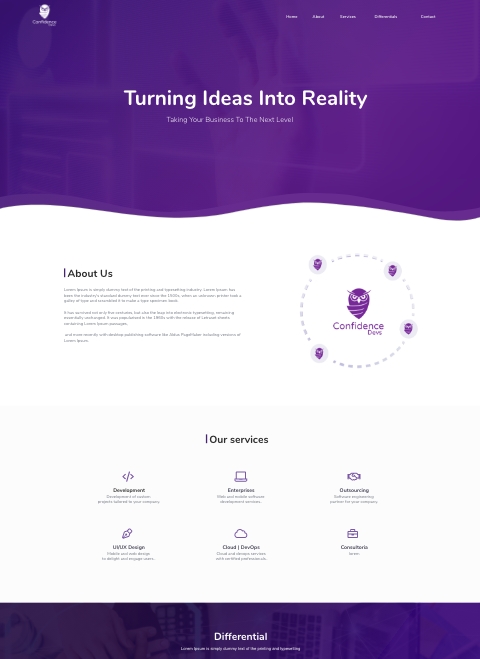 Confidence
Devs
Home About Services Differentials Contact
Turning Ideas Into Reality
Taking Your Business To The Next Level
About Us
Lorem Ipsum is simply dummy text of the printing and typesetting industry. Lorem Ipsum has
been the industry's standard dummy text ever since the 1500s, when an unknown printer took a
galley of type and scrambled it to make a type specimen book.
It has survived not only five centuries, but also the leap into electronic typesetting, remaining
essentially unchanged. It was popularised in the 1960s with the release of Letraset sheets
containing Lorem Ipsum passages,
and more recently with desktop publishing software like Aldus PageMaker including versions of
Lorem Ipsum.
Confidence
Devs
Our services
Development
Development of custom
projects tailored to your company.
Enterprises
Web and mobile software
development services.
Outsourcing
Software engineering
partner for your company.
UI/UX Design
Mobile and web design
to delight and engage users.
Cloud | DevOps
Cloud and devops services
with certified professionals.
Consultoria
lorem
Differential
Lorem Ipsum is simply dummy text of the printing and typesetting